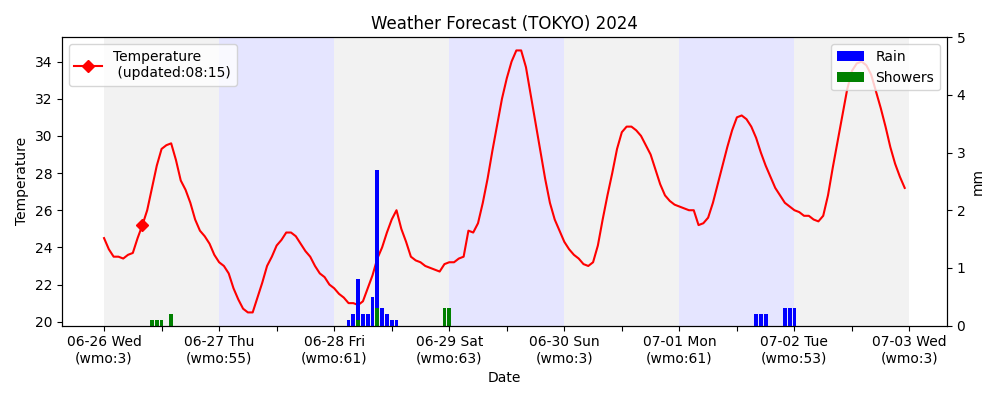 Weather Forecast (TOKYO) 2024
Temperature
(updated:08:15)
Rain
Showers
Temperature
34
32
30
28
26
24
22
20
5
4
3
2
1
0
mm
06-26 Wed
(wmo:3)
06-27 Thu
(wmo:55)
06-28 Fri
(wmo:61)
06-29 Sat
(wmo:63)
06-30 Sun
(wmo:3)
07-01 Mon
(wmo:61)
07-02 Tue
(wmo:53)
07-03 Wed
(wmo:3)
Date